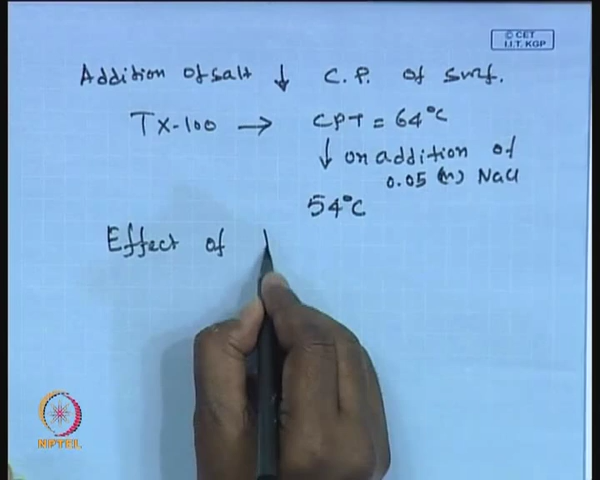 © CET
I.I.T. KGP
Addition of salt ↓ C.P. of surf.
TX-100 → CPT = 64°C
↓ on addition of
0.05 (M) NaCl
54°C
Effect of
NPTEL